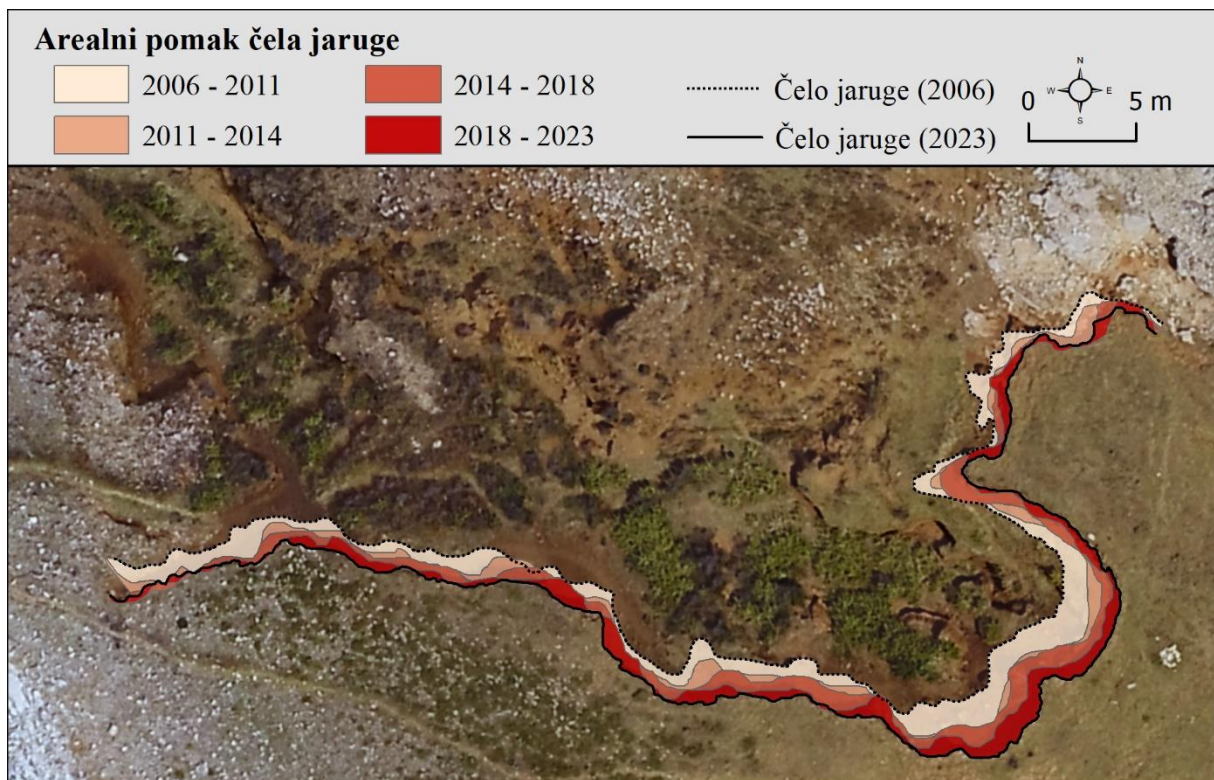 Arealni pomak čela jaruge
2006 - 2011
2014 - 2018
Čelo jaruge (2006)
2011 - 2014
2018 - 2023
Čelo jaruge (2023)
N
W E
S
0 5 m